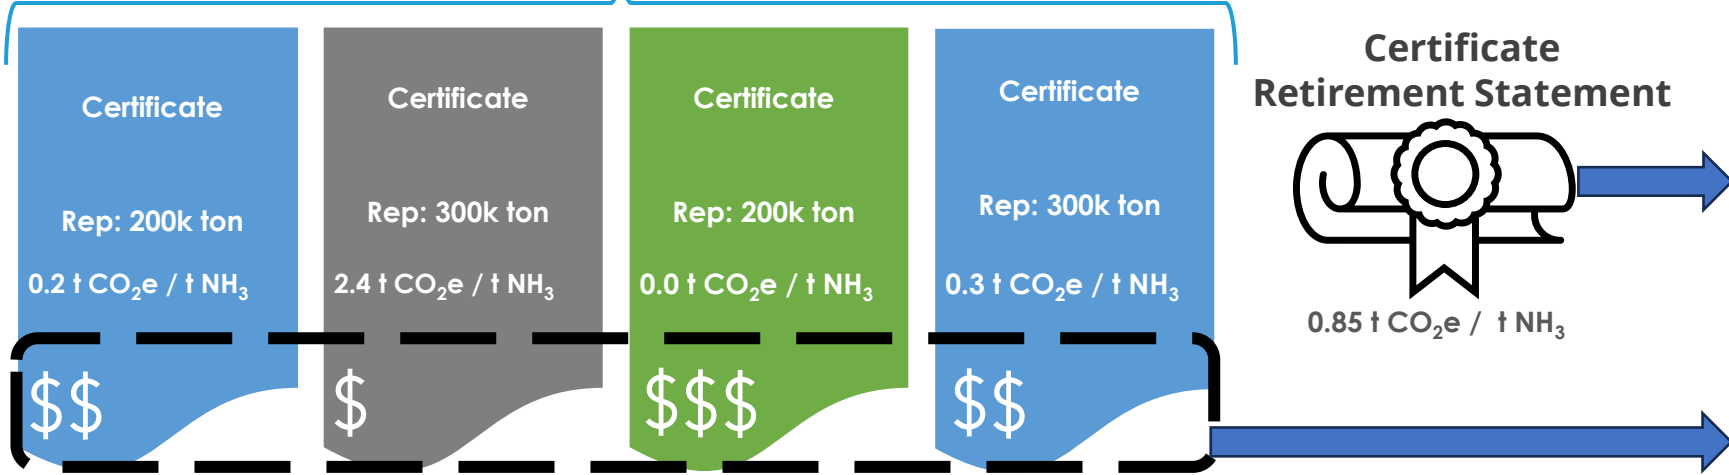 Certificate
Rep: 200k ton
0.2 t CO₂e / t NH₃
$$
Certificate
Rep: 300k ton
2.4 t CO₂e / t NH₃
$
Certificate
Rep: 200k ton
0.0 t CO₂e / t NH₃
$$$
Certificate
Rep: 300k ton
0.3 t CO₂e / t NH₃
$$
Certificate
Retirement Statement
0.85 t CO₂e / t NH₃